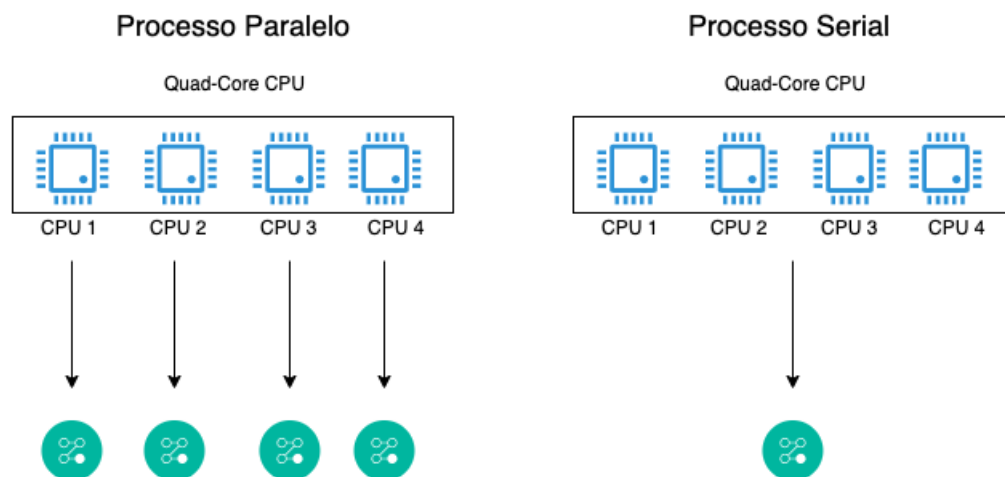 Processo Paralelo
Quad-Core CPU
CPU 1
CPU 2
CPU 3
CPU 4
Processo Serial
Quad-Core CPU
CPU 1
CPU 2
CPU 3
CPU 4